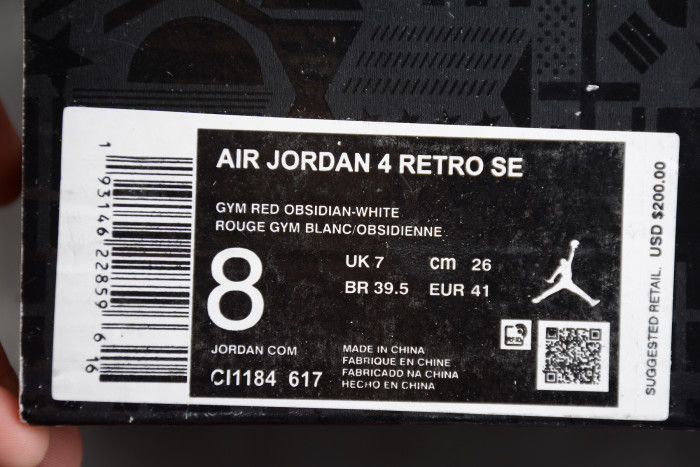 AIR JORDAN 4 RETRO SE
GYM RED OBSIDIAN-WHITE
ROUGE GYM BLANC/OBSIDIENNE
8
UK 7 cm 26
BR 39.5 EUR 41
JORDAN COM
CI1184 617
MADE IN CHINA
FABRIQUE EN CHINE
FABRICADO NA CHINA
HECHO EN CHINA
1 93146 22859 6 16
SUGGESTED RETAIL. USD $200.00